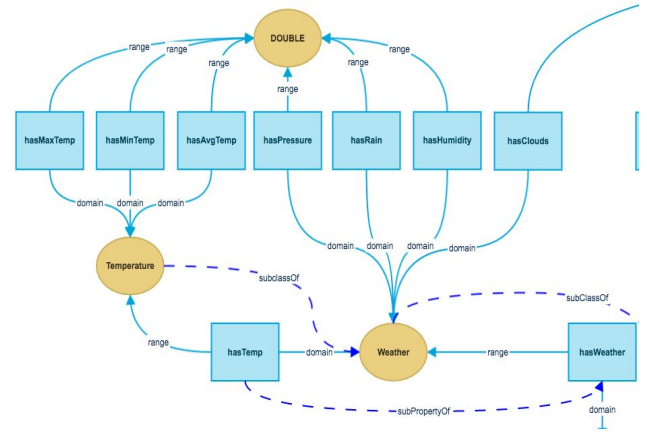 DOUBLE
range
range
range
range
range
range
hasMaxTemp
hasMinTemp
hasAvgTemp
hasPressure
hasRain
hasHumidity
hasClouds
domain
domain
domain
domain
domain
domain
domain
Temperature
subclassOf
subClassOf
range
hasTemp
domain
Weather
range
hasWeather
subPropertyOf
domain